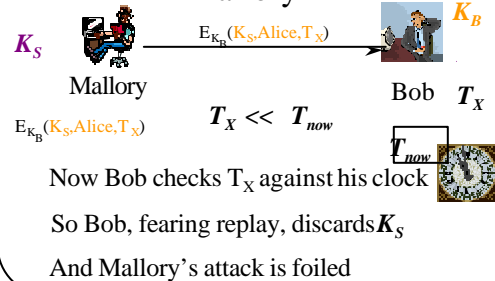 K_B
E_{K_B}(K_S,Alice,T_X)
K_S
Mallory
Bob
T_X
E_{K_B}(K_S,Alice,T_X)
T_X << T_now
T_now
Now Bob checks T_X against his clock
So Bob, fearing replay, discards K_S
And Mallory's attack is foiled